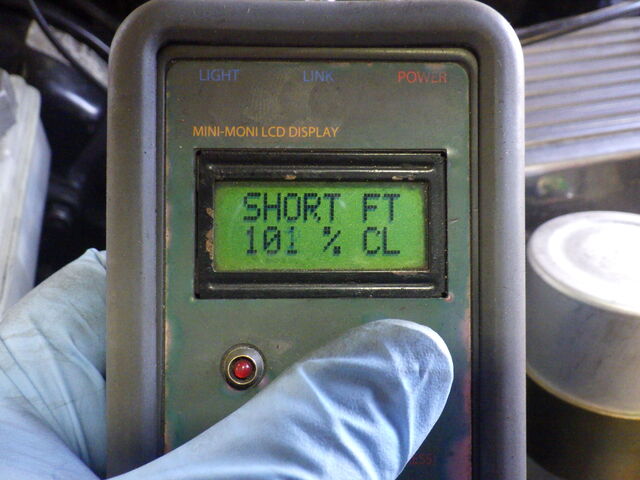 LIGHT LINK POWER
MINI-MONI LCD DISPLAY
SHORT FT
101 % CL